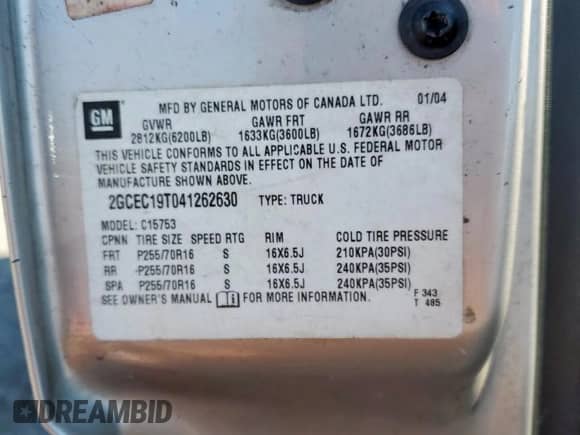 GM
MFD BY GENERAL MOTORS OF CANADA LTD. 01/04
GVWR GAWR FRT GAWR RR
2812KG(6200LB) 1633KG(3600LB) 1672KG(3686LB)
THIS VEHICLE CONFORMS TO ALL APPLICABLE U.S. FEDERAL MOTOR
VEHICLE SAFETY STANDARDS IN EFFECT ON THE DATE OF
MANUFACTURE SHOWN ABOVE.
2GCEC19T041262630 TYPE: TRUCK
MODEL: C15753
CPNN TIRE SIZE SPEED RTG RIM COLD TIRE PRESSURE
FRT P255/70R16 S 16X6.5J 210KPA(30PSI)
RR P255/70R16 S 16X6.5J 240KPA(35PSI)
SPA P255/70R16 S 16X6.5J 240KPA(35PSI)
SEE OWNER'S MANUAL FOR MORE INFORMATION.
F 343
T 485
DREAMBID